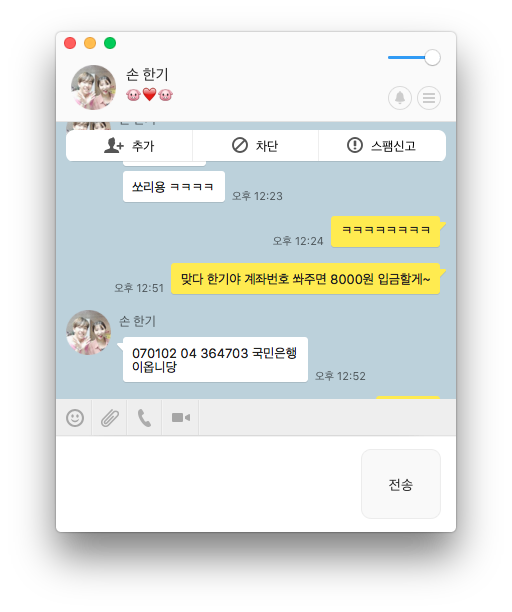 손 한기
🐷❤️🐷
추가
차단
스팸신고
쏘리용 ㅋㅋㅋㅋ
오후 12:23
ㅋㅋㅋㅋㅋㅋㅋㅋ
오후 12:24
맞다 한기야 계좌번호 쏴주면 8000원 입금할게~
오후 12:51
손 한기
070102 04 364703 국민은행
이옵니당
오후 12:52
전송